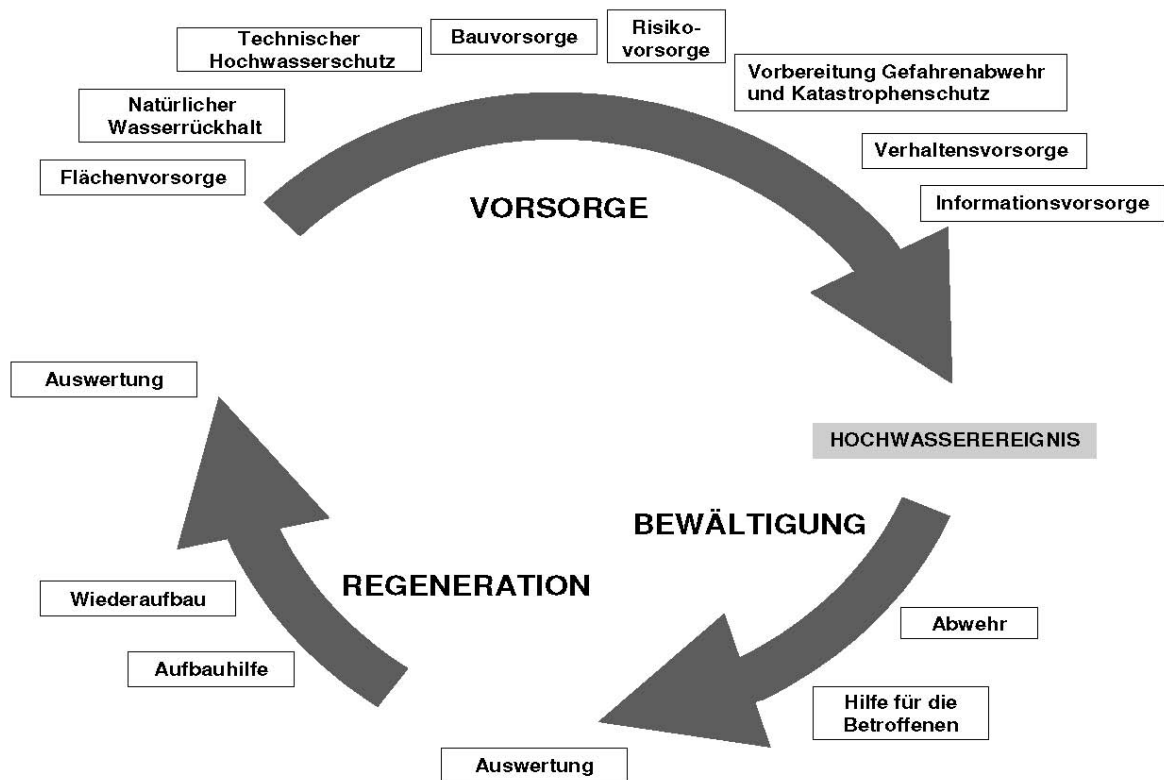 Risiko-
vorsorge
Bauvorsorge
Technischer
Hochwasserschutz
Vorbereitung Gefahrenabwehr
und Katastrophenschutz
Natürlicher
Wasserrückhalt
Verhaltensvorsorge
Flächenvorsorge
Informationsvorsorge
VORSORGE
Auswertung
HOCHWASSEREREIGNIS
BEWÄLTIGUNG
REGENERATION
Wiederaufbau
Abwehr
Aufbauhilfe
Hilfe für die
Betroffenen
Auswertung